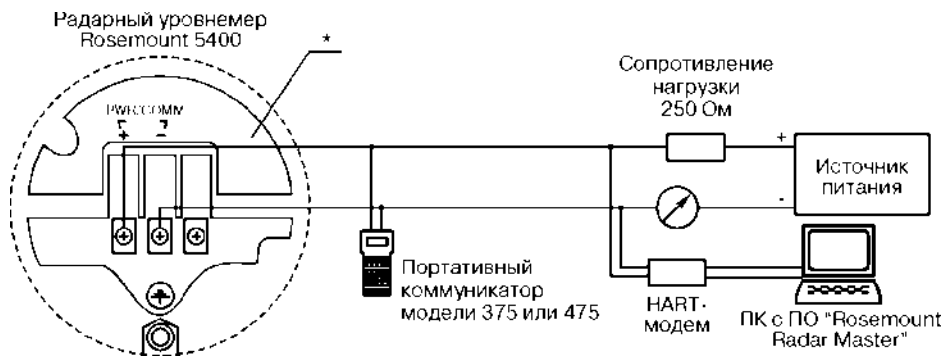 Радарный уровнемер
Rosemount 5400
*
PWR/COMM
+ -
Сопротивление
нагрузки
250 Ом
+
Источник
питания
-
Портативный
коммуникатор
модели 375 или 475
HART-
модем
ПК с ПО "Rosemount
Radar Master"